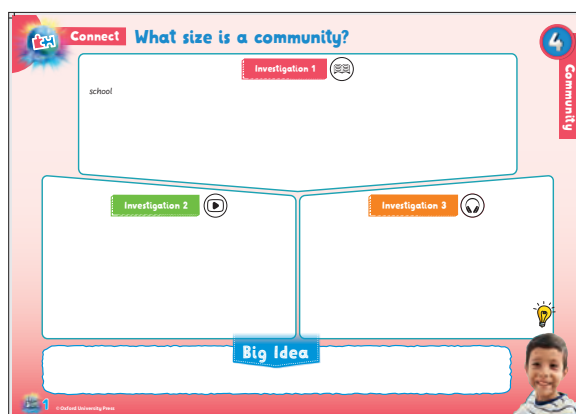 Connect What size is a community?
4
Community
Investigation 1
school
Investigation 2
Investigation 3
Big Idea
1 © Oxford University Press